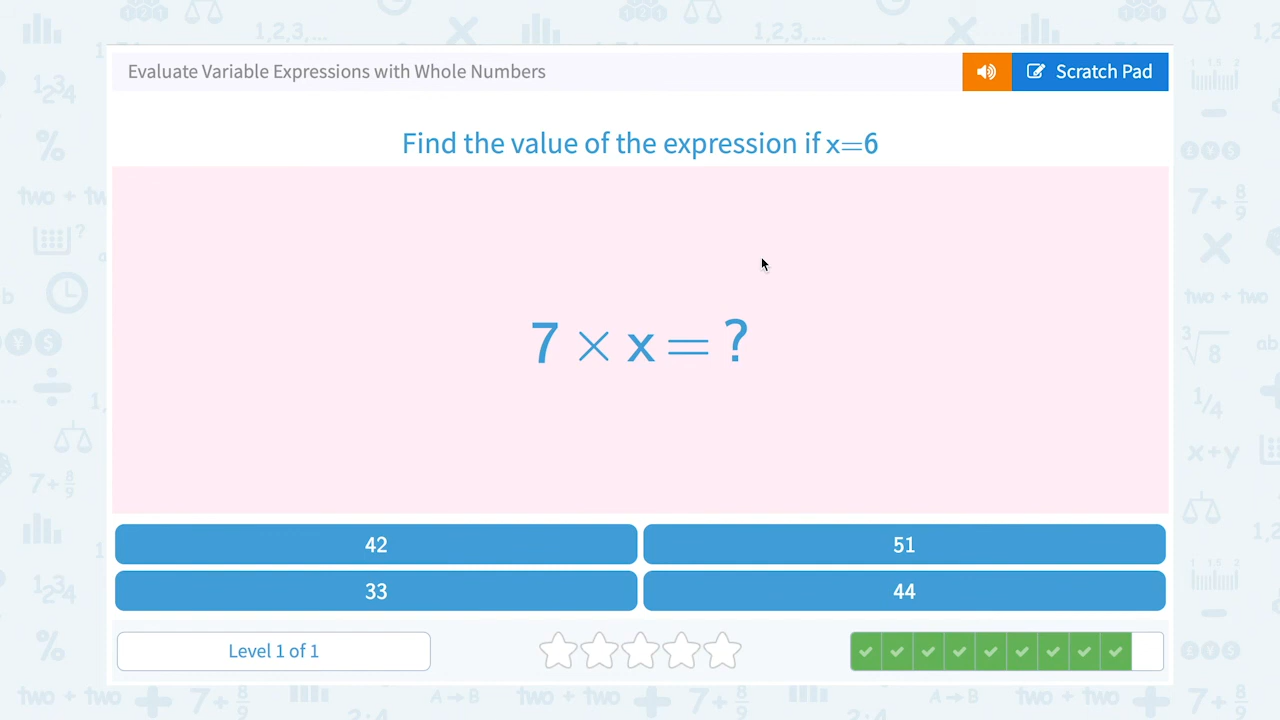 Evaluate Variable Expressions with Whole Numbers
Scratch Pad
Find the value of the expression if x=6
7 × x = ?
42
51
33
44
Level 1 of 1